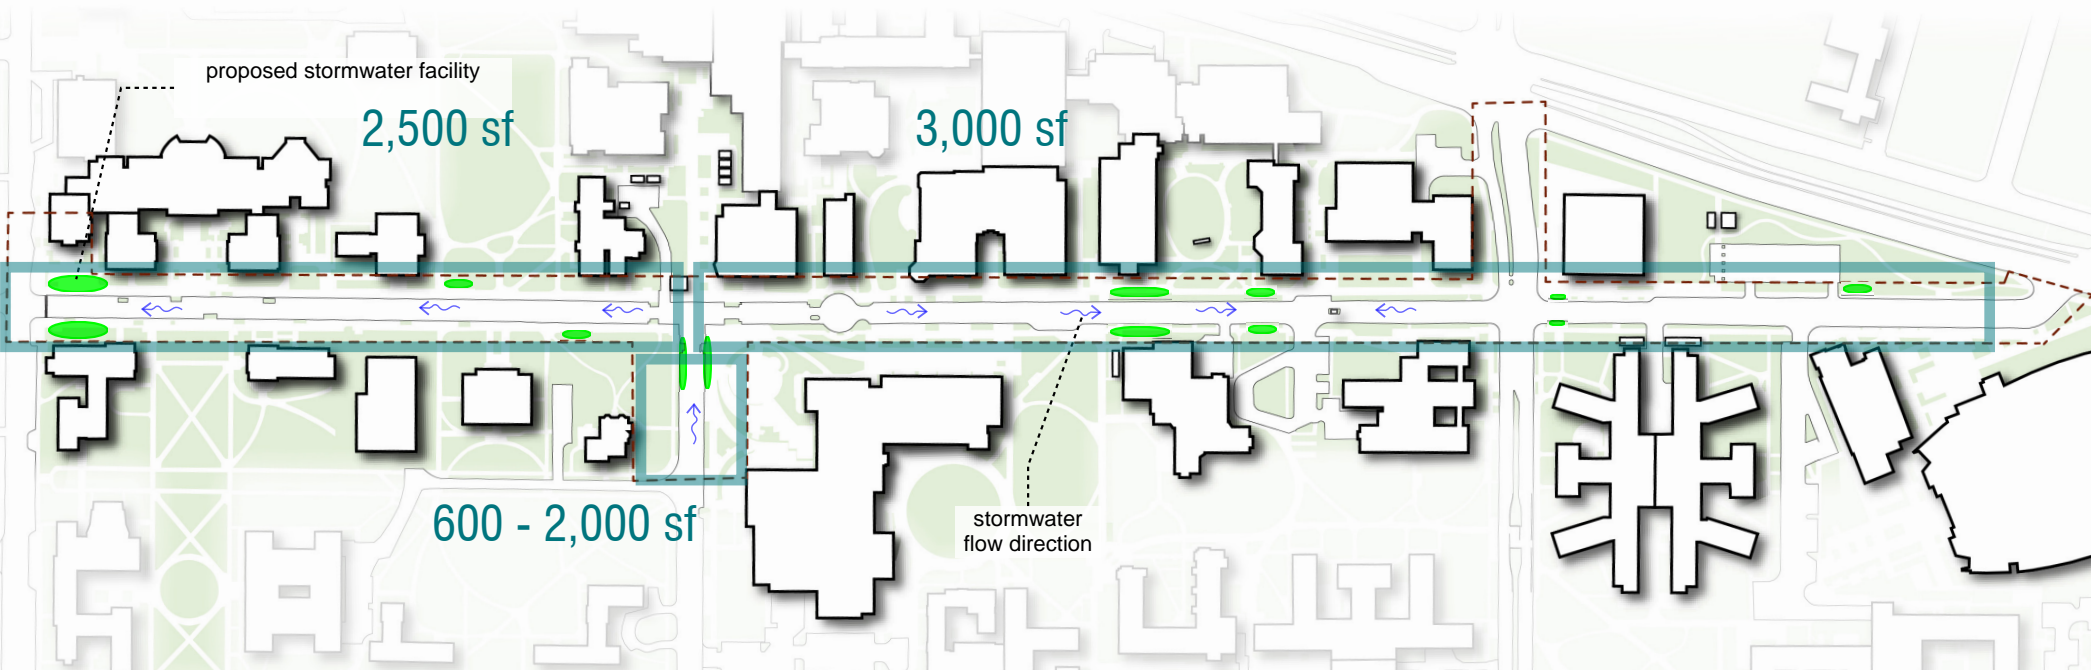 proposed stormwater facility
2,500 sf
3,000 sf
600 - 2,000 sf
stormwater
flow direction